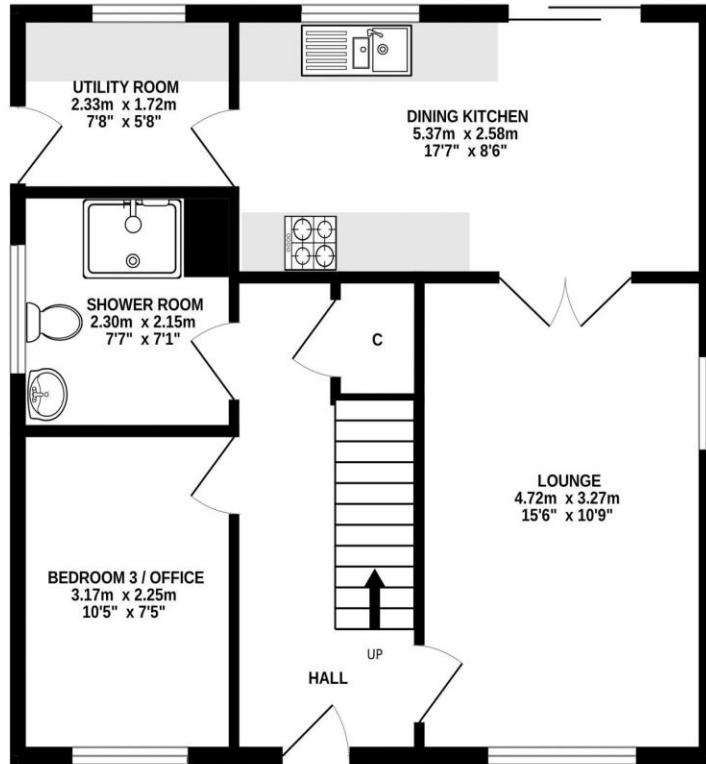 UTILITY ROOM
2.33m x 1.72m
7'8" x 5'8"
DINING KITCHEN
5.37m x 2.58m
17'7" x 8'6"
SHOWER ROOM
2.30m x 2.15m
7'7" x 7'1"
C
LOUNGE
4.72m x 3.27m
15'6" x 10'9"
BEDROOM 3 / OFFICE
3.17m x 2.25m
10'5" x 7'5"
UP
HALL